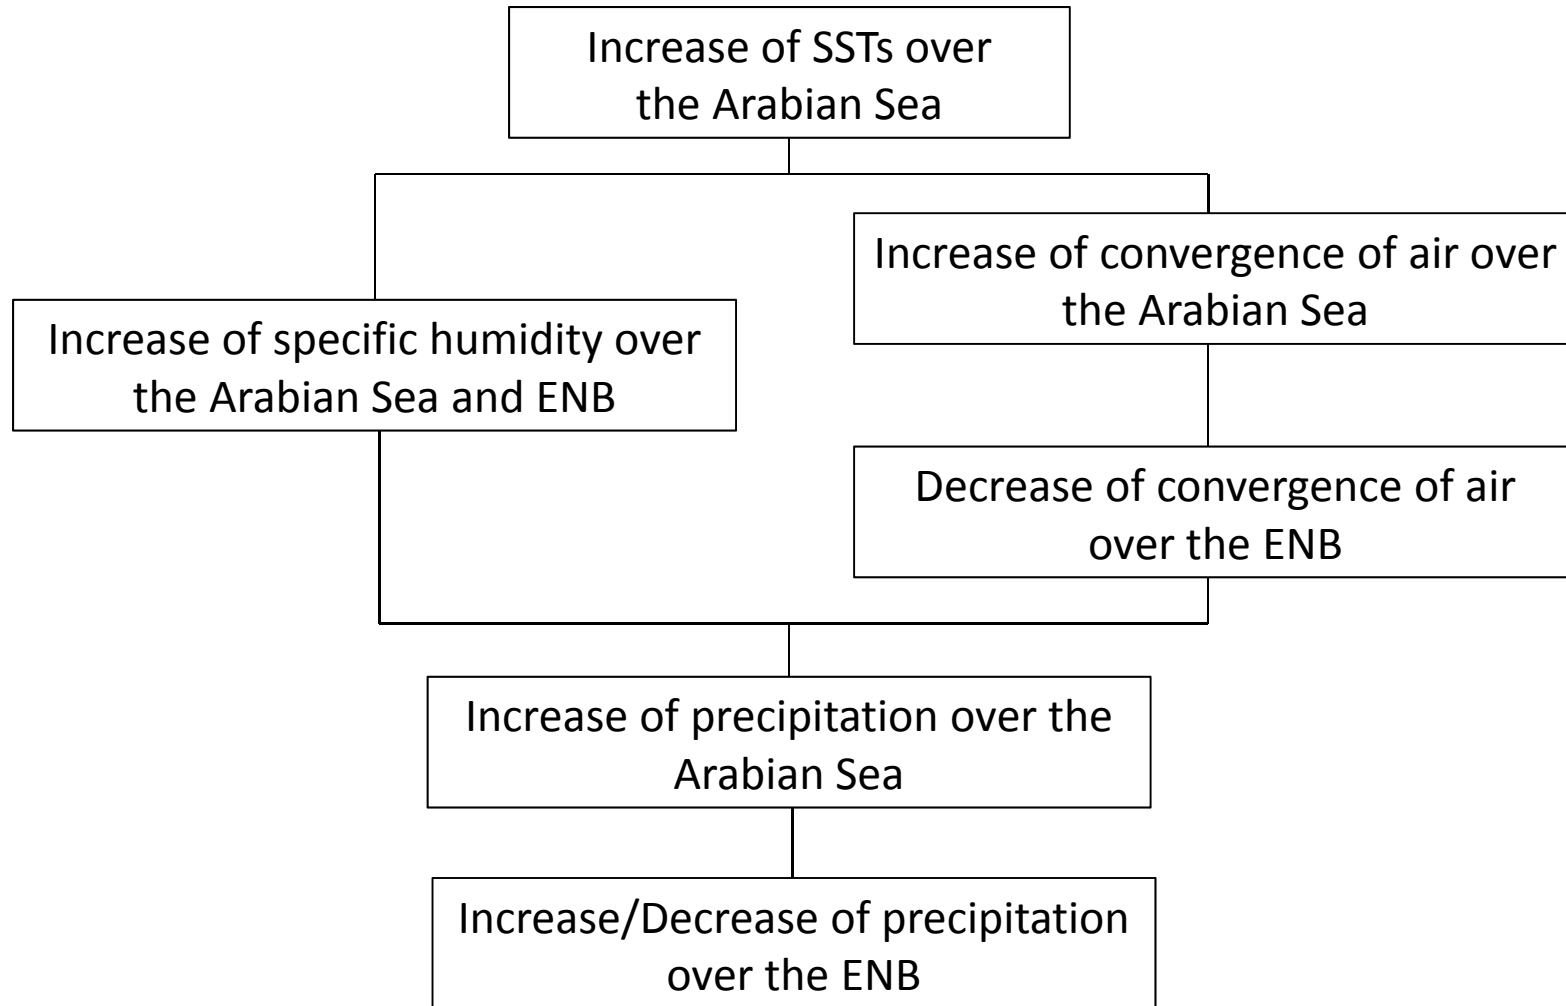 Increase of SSTs over
the Arabian Sea
Increase of specific humidity over
the Arabian Sea and ENB
Increase of convergence of air over
the Arabian Sea
Decrease of convergence of air
over the ENB
Increase of precipitation over the
Arabian Sea
Increase/Decrease of precipitation
over the ENB